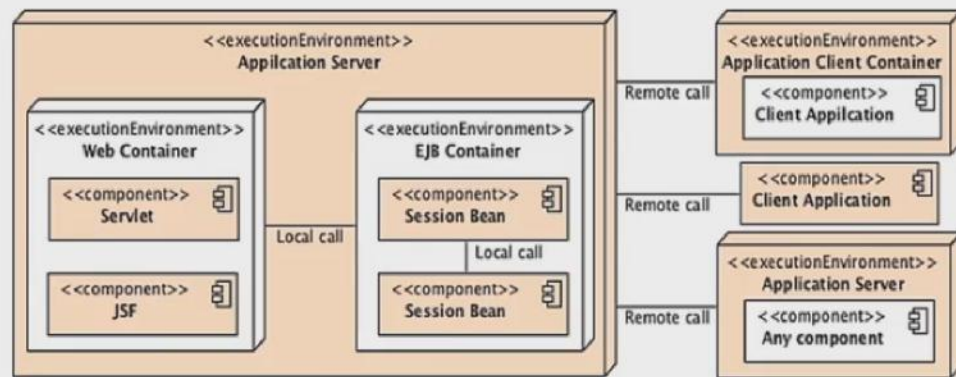 <<executionEnvironment>>
Appilcation Server
<<executionEnvironment>>
Web Container
<<component>>
Servlet
<<component>>
JSF
Local call
<<executionEnvironment>>
EJB Container
<<component>>
Session Bean
Local call
<<component>>
Session Bean
Remote call
<<executionEnvironment>>
Application Client Container
<<component>>
Client Appilcation
Remote call
<<component>>
Client Application
Remote call
<<executionEnvironment>>
Application Server
<<component>>
Any component